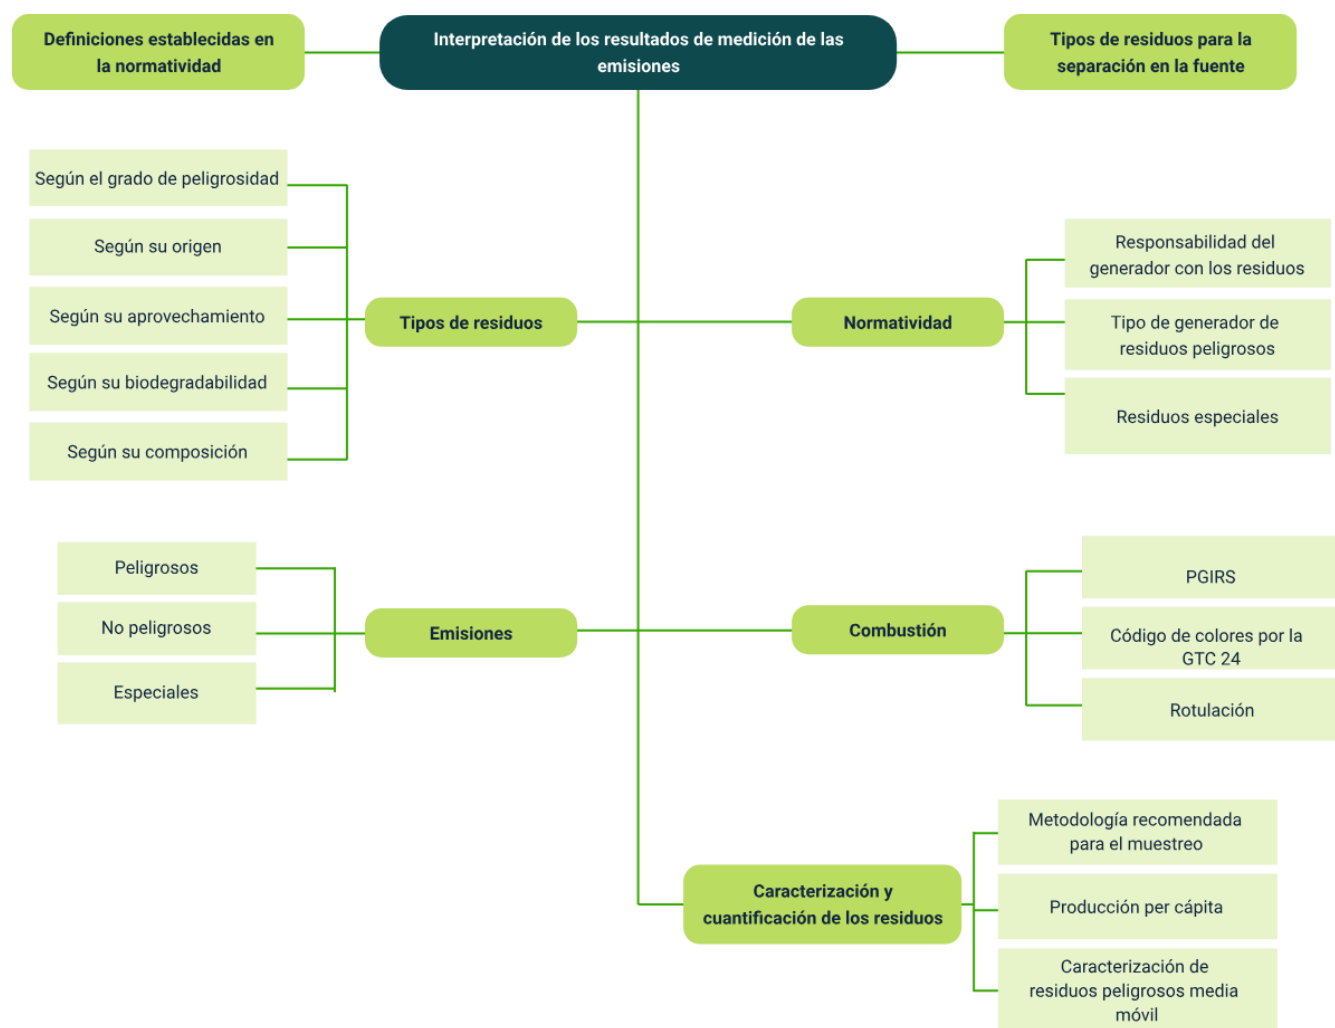 Definiciones establecidas en
la normatividad
Interpretación de los resultados de medición de las
emisiones
Tipos de residuos para la
separación en la fuente
Según el grado de peligrosidad
Según su origen
Según su aprovechamiento
Según su biodegradabilidad
Según su composición
Tipos de residuos
Normatividad
Responsabilidad del
generador con los residuos
Tipo de generador de
residuos peligrosos
Residuos especiales
Peligrosos
No peligrosos
Especiales
Emisiones
Combustión
PGIRS
Código de colores por la
GTC 24
Rotulación
Caracterización y
cuantificación de los residuos
Metodología recomendada
para el muestreo
Producción per cápita
Caracterización de
residuos peligrosos media
móvil